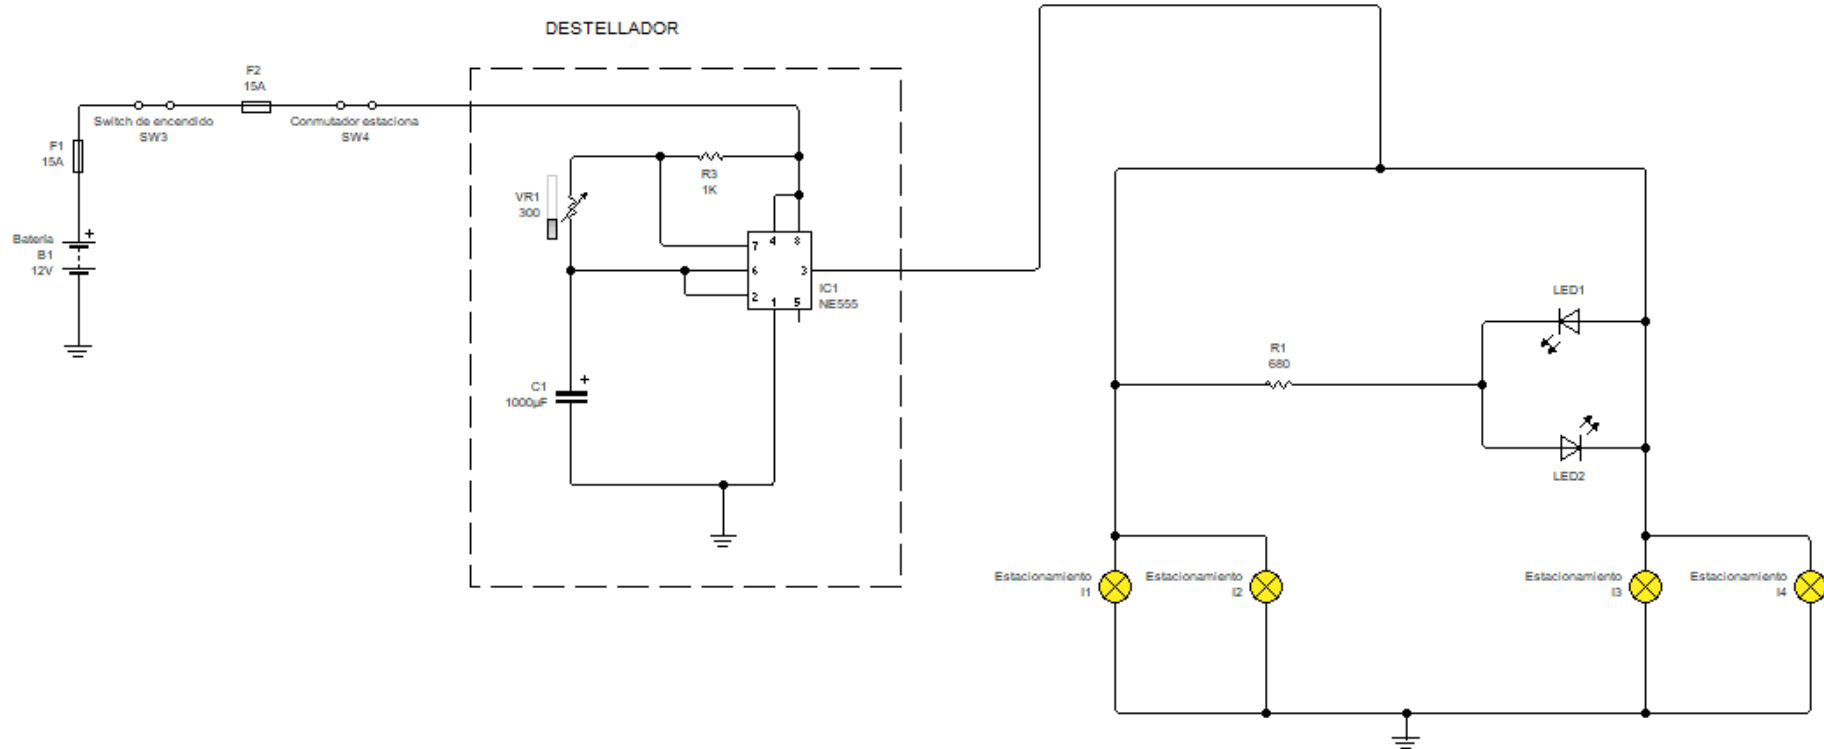 DESTELLADOR
F2
15A
Switch de encendido
SW3
Conmutador estaciona
SW4
F1
15A
R3
1K
VR1
300
Bateria
B1
12V
7
4
8
6
3
2
1
5
IC1
NE555
C1
1000µF
LED1
R1
680
LED2
Estacionamiento
I1
Estacionamiento
I2
Estacionamiento
I3
Estacionamiento
I4